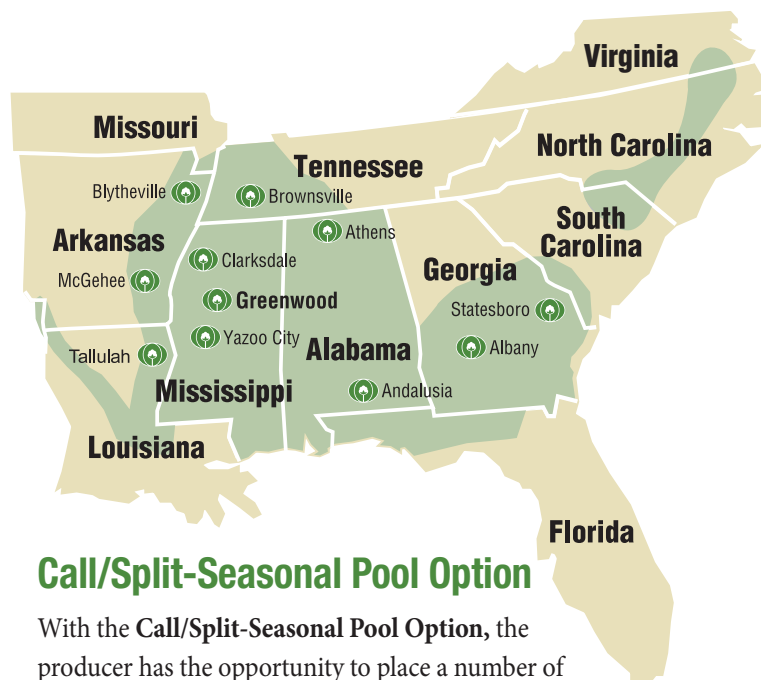 Virginia
Missouri
North Carolina
Tennessee
Blytheville
Brownsville
South
Carolina
Athens
Arkansas
Clarksdale
Georgia
McGehee
Greenwood
Statesboro
Yazoo City
Alabama
Albany
Tallulah
Mississippi
Andalusia
Louisiana
Florida
Call/Split-Seasonal Pool Option
With the Call/Split-Seasonal Pool Option, the
producer has the opportunity to place a number of